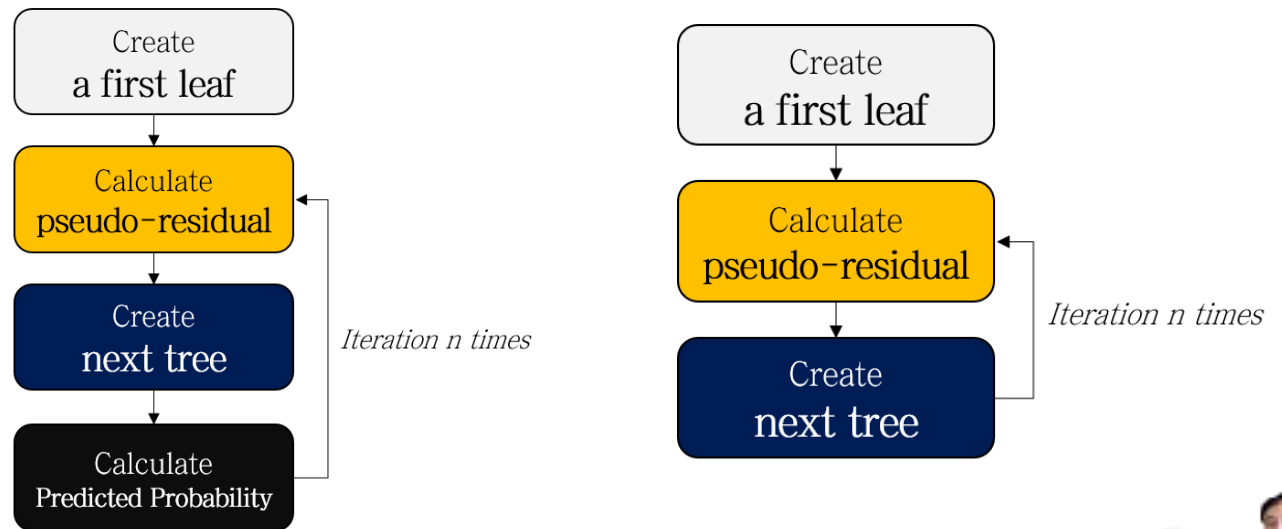 Create
a first leaf
Calculate
pseudo-residual
Create
next tree
Calculate
Predicted Probability
Iteration n times
Create
a first leaf
Calculate
pseudo-residual
Create
next tree
Iteration n times